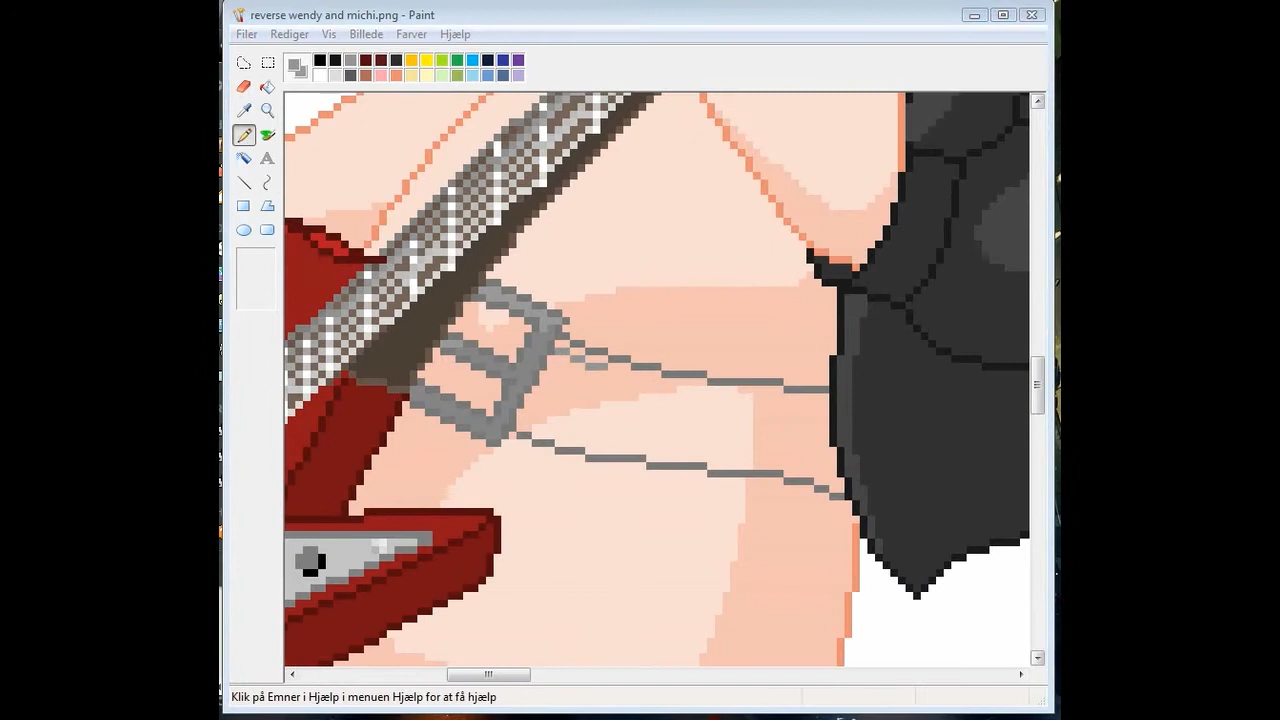 reverse wendy and michi.png - Paint
Filer Rediger Vis Billede Farver Hjælp
A
Klik på Emner i Hjælp i menuen Hjælp for at få hjælp